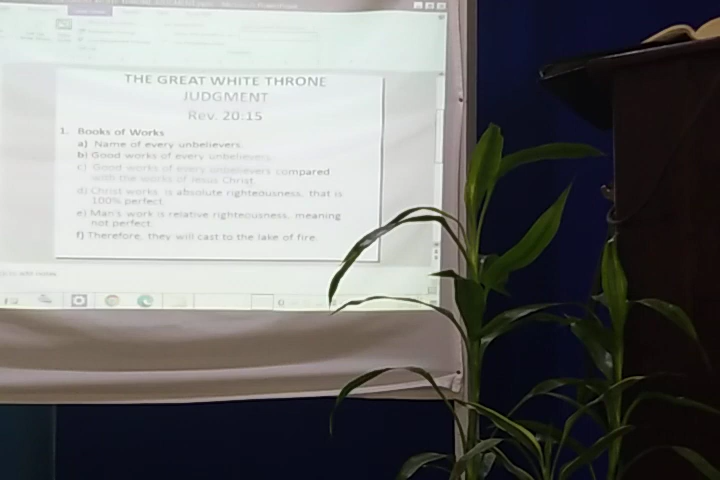 THE GREAT WHITE THRONE
JUDGMENT
Rev. 20:15
1. Books of Works
a) Name of every unbelievers.
b) Good works of every unbelievers.
c) Good works of every unbelievers compared
with the works of Jesus Christ.
d) Christ works is absolute righteousness, that is
100% perfect.
e) Man's work is relative righteousness, meaning
not perfect.
f) Therefore, they will cast to the lake of fire.